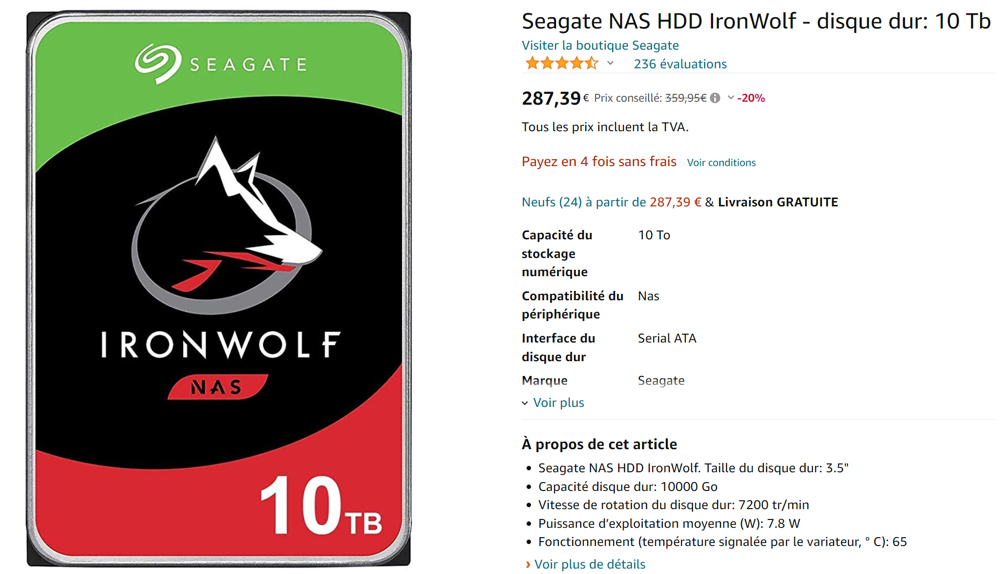 SEAGATE
IRONWOLF
NAS
10TB
Seagate NAS HDD IronWolf - disque dur: 10 Tb
Visiter la boutique Seagate
236 évaluations
287,39 € Prix conseillé: 359,95€ -20%
Tous les prix incluent la TVA.
Payez en 4 fois sans frais Voir conditions
Neufs (24) à partir de 287,39 € & Livraison GRATUITE
Capacité du 10 To
stockage
numérique
Compatibilité du Nas
périphérique
Interface du Serial ATA
disque dur
Marque Seagate
Voir plus
À propos de cet article
Seagate NAS HDD IronWolf. Taille du disque dur: 3.5"
Capacité disque dur: 10000 Go
Vitesse de rotation du disque dur: 7200 tr/min
Puissance d’exploitation moyenne (W): 7.8 W
Fonctionnement (température signalée par le variateur, ° C): 65
› Voir plus de détails